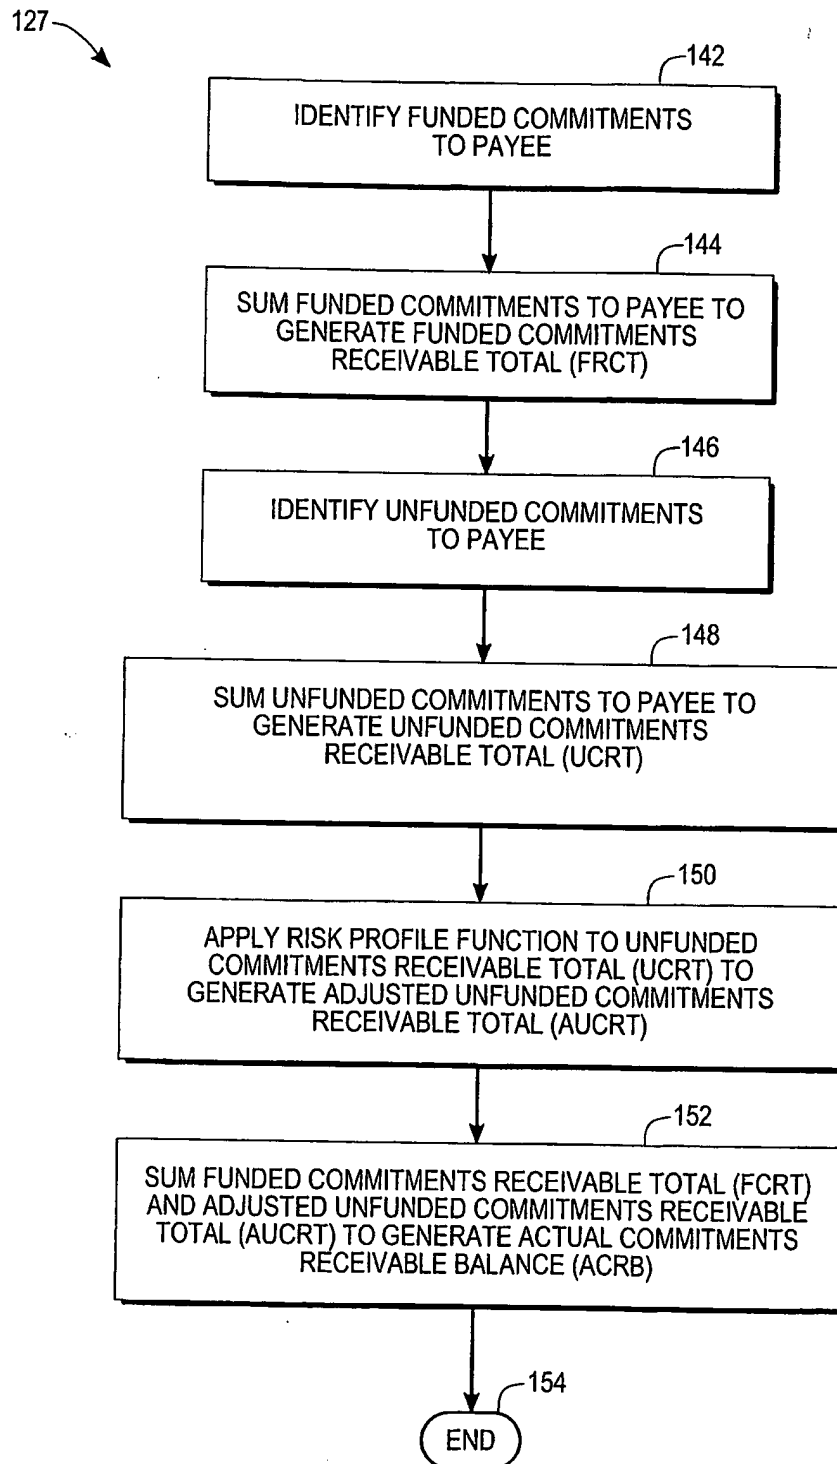 127
142
IDENTIFY FUNDED COMMITMENTS
TO PAYEE
144
SUM FUNDED COMMITMENTS TO PAYEE TO
GENERATE FUNDED COMMITMENTS
RECEIVABLE TOTAL (FRCT)
146
IDENTIFY UNFUNDED COMMITMENTS
TO PAYEE
148
SUM UNFUNDED COMMITMENTS TO PAYEE TO
GENERATE UNFUNDED COMMITMENTS
RECEIVABLE TOTAL (UCRT)
150
APPLY RISK PROFILE FUNCTION TO UNFUNDED
COMMITMENTS RECEIVABLE TOTAL (UCRT) TO
GENERATE ADJUSTED UNFUNDED COMMITMENTS
RECEIVABLE TOTAL (AUCRT)
152
SUM FUNDED COMMITMENTS RECEIVABLE TOTAL (FCRT)
AND ADJUSTED UNFUNDED COMMITMENTS RECEIVABLE
TOTAL (AUCRT) TO GENERATE ACTUAL COMMITMENTS
RECEIVABLE BALANCE (ACRB)
154
END